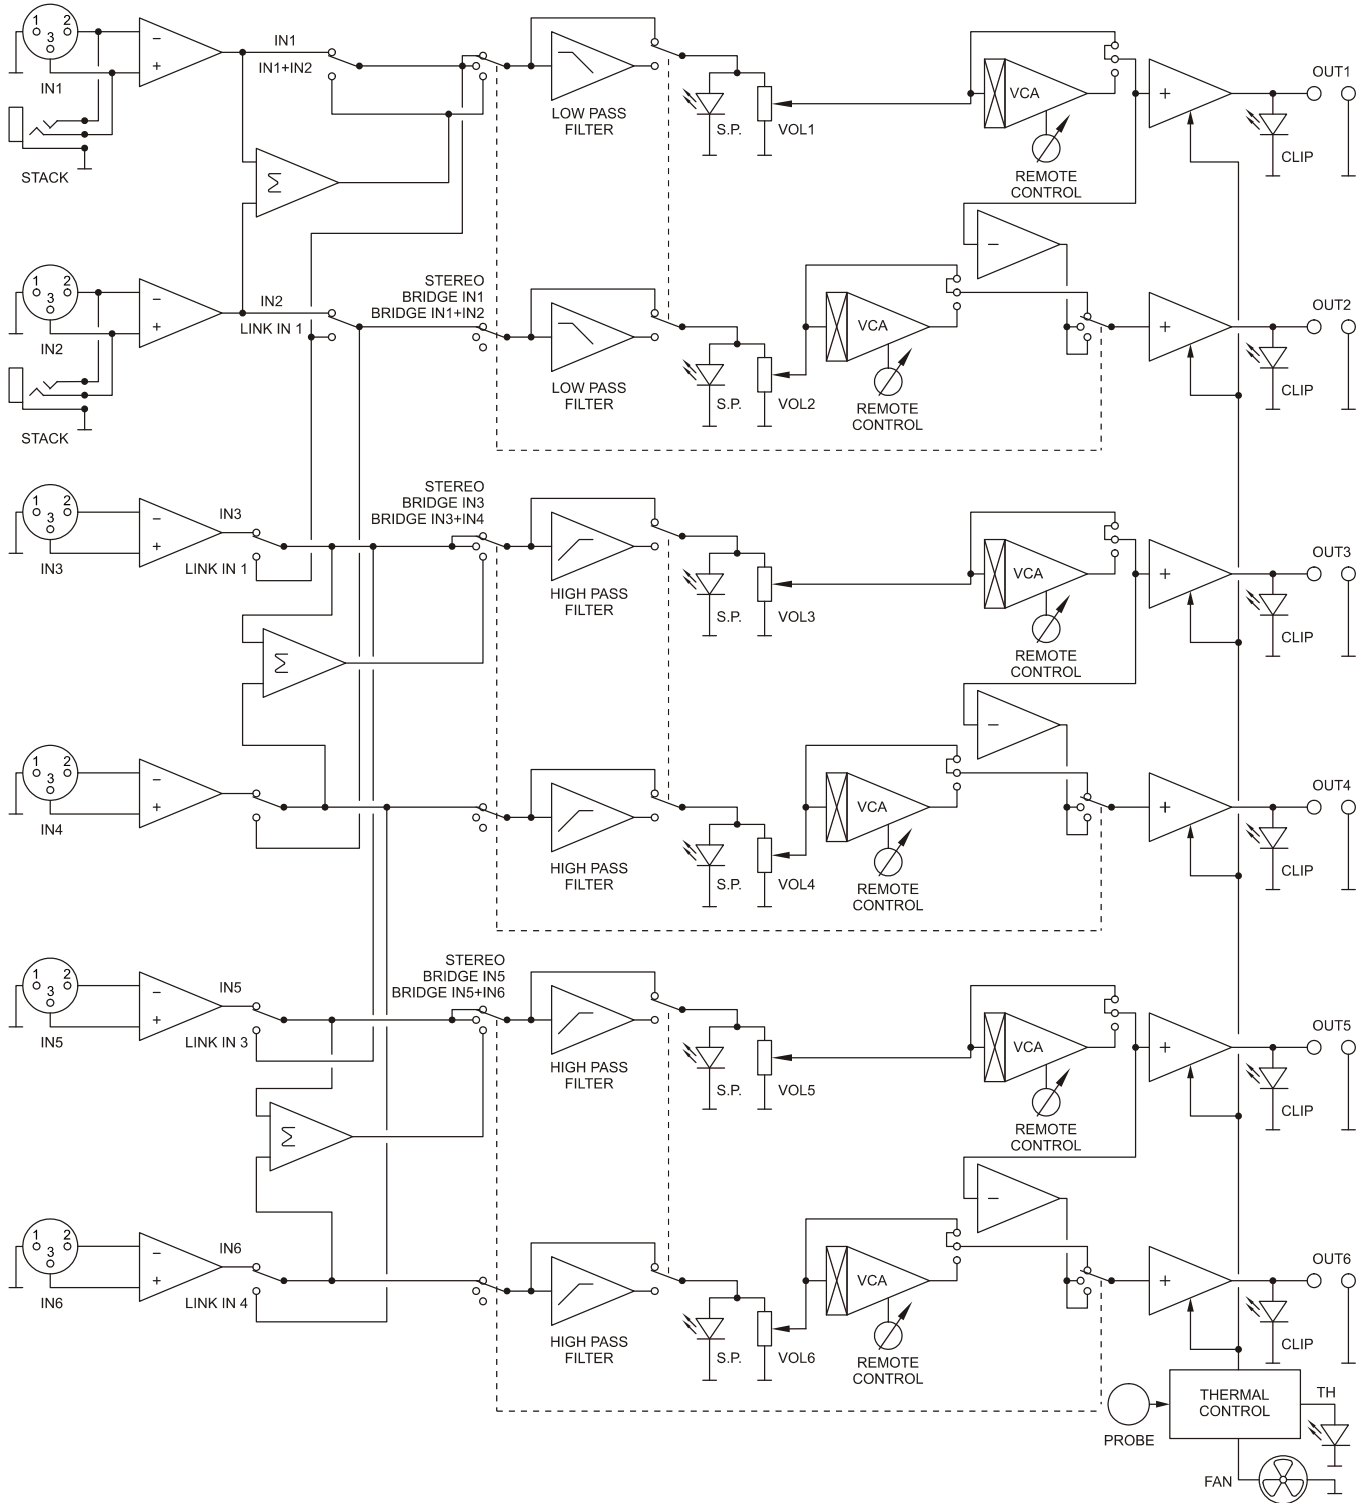 1 2
3
IN1
STACK
−
+
IN1
IN1+IN2
Σ
LOW PASS
FILTER
S.P.
VOL1
VCA
REMOTE
CONTROL
+
OUT1
CLIP
−
1 2
3
IN2
STACK
−
+
IN2
LINK IN 1
STEREO
BRIDGE IN1
BRIDGE IN1+IN2
LOW PASS
FILTER
S.P.
VOL2
VCA
REMOTE
CONTROL
+
OUT2
CLIP
1 2
3
IN3
−
+
IN3
LINK IN 1
STEREO
BRIDGE IN3
BRIDGE IN3+IN4
Σ
HIGH PASS
FILTER
S.P.
VOL3
VCA
REMOTE
CONTROL
+
OUT3
CLIP
−
1 2
3
IN4
−
+
HIGH PASS
FILTER
S.P.
VOL4
VCA
REMOTE
CONTROL
+
OUT4
CLIP
1 2
3
IN5
−
+
IN5
LINK IN 3
STEREO
BRIDGE IN5
BRIDGE IN5+IN6
Σ
HIGH PASS
FILTER
S.P.
VOL5
VCA
REMOTE
CONTROL
+
OUT5
CLIP
−
1 2
3
IN6
−
+
IN6
LINK IN 4
HIGH PASS
FILTER
S.P.
VOL6
VCA
REMOTE
CONTROL
+
OUT6
CLIP
PROBE
THERMAL
CONTROL
TH
FAN